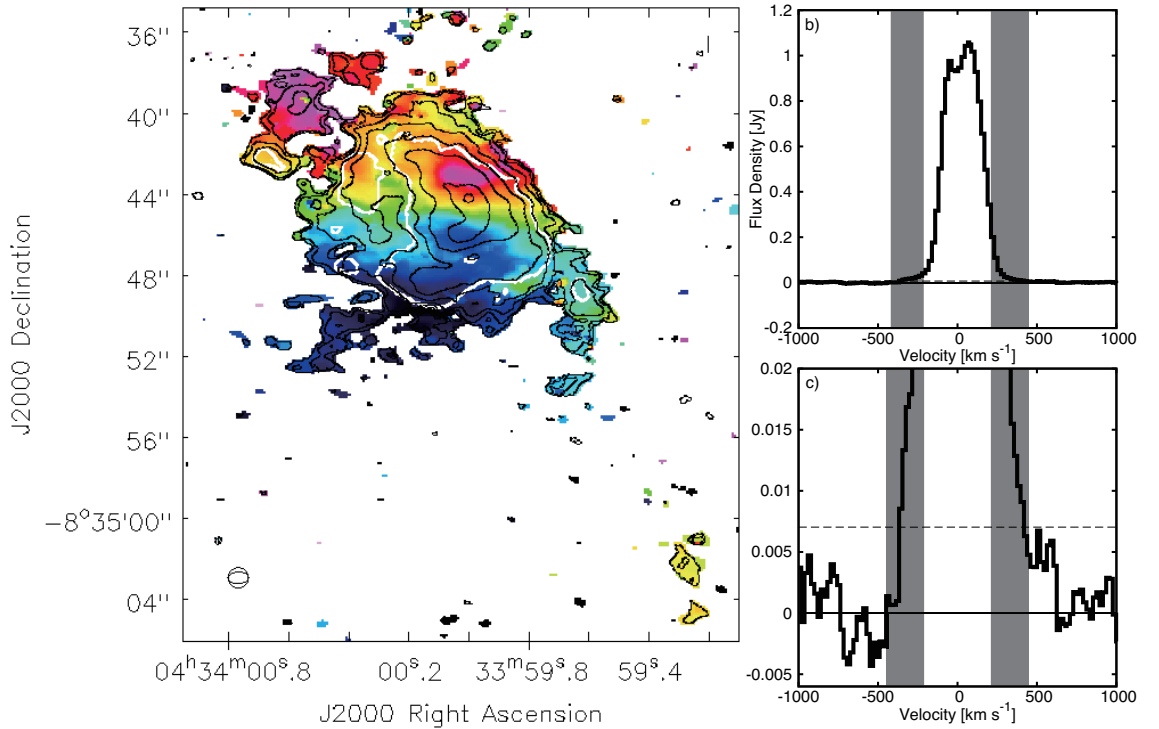 36"
40"
44"
48"
52"
56"
−8°35'00"
04"
J2000 Declination
04ʰ34ᵐ00ˢ.8
00ˢ.2
33ᵐ59ˢ.8
59ˢ.4
J2000 Right Ascension
b)
1.2
1
0.8
0.6
0.4
0.2
0
-0.2
Flux Density [Jy]
-1000
-500
0
500
1000
Velocity [km s⁻¹]
c)
0.02
0.015
0.01
0.005
0
-0.005
-1000
-500
0
500
1000
Velocity [km s⁻¹]